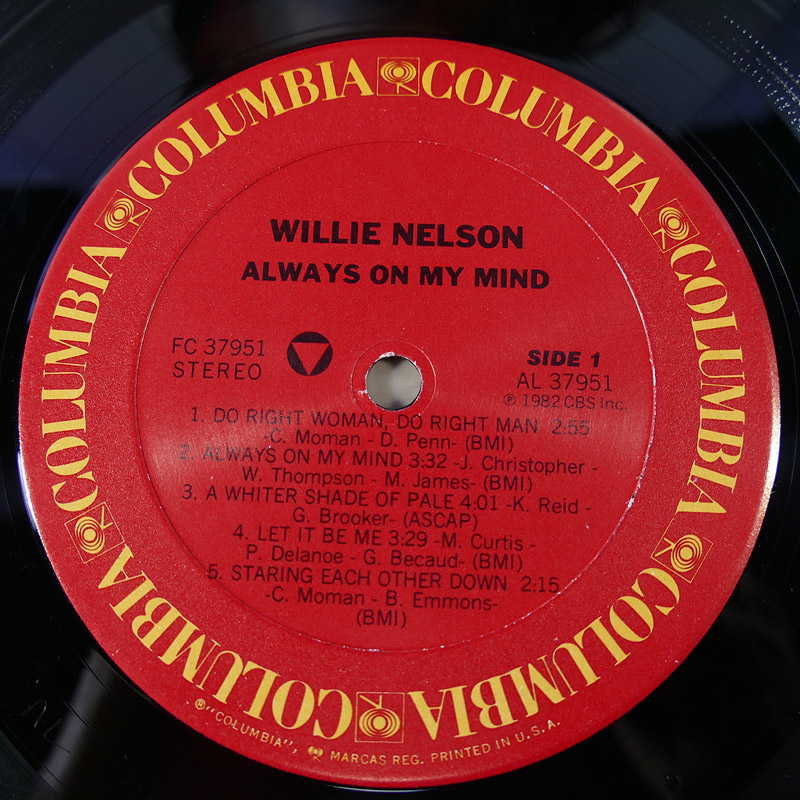 COLUMBIA COLUMBIA COLUMBIA COLUMBIA COLUMBIA COLUMBIA COLUMBIA COLUMBIA
WILLIE NELSON
ALWAYS ON MY MIND
FC 37951
STEREO
SIDE 1
AL 37951
℗ 1982 CBS Inc.
1. DO RIGHT WOMAN, DO RIGHT MAN 2:55
-C. Moman - D. Penn- (BMI)
2. ALWAYS ON MY MIND 3:32 -J. Christopher -
W. Thompson - M. James- (BMI)
3. A WHITER SHADE OF PALE 4:01 -K. Reid -
G. Brooker- (ASCAP)
4. LET IT BE ME 3:29 -M. Curtis -
P. Delanoe - G. Becaud- (BMI)
5. STARING EACH OTHER DOWN 2:15
-C. Moman - B. Emmons-
(BMI)
®"COLUMBIA", MARCAS REG. PRINTED IN U.S.A.